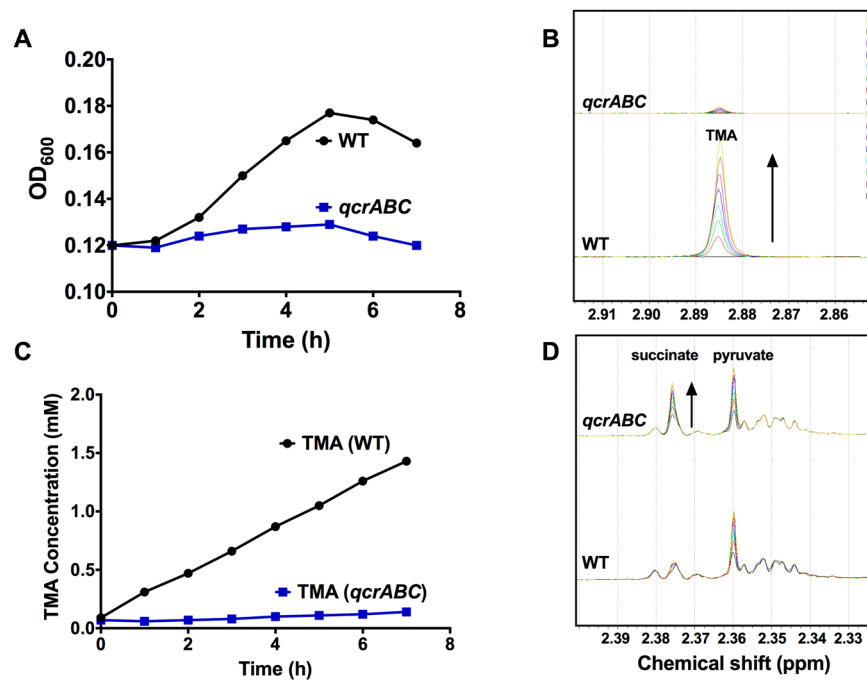 A
OD600
0.20
0.18
0.16
0.14
0.12
0.10
WT
qcrABC
0 2 4 6 8
Time (h)
B
qcrABC
TMA
WT
2.91 2.90 2.89 2.88 2.87 2.86
C
TMA Concentration (mM)
2.0
1.5
1.0
0.5
0.0
TMA (WT)
TMA (qcrABC)
0 2 4 6 8
Time (h)
D
succinate pyruvate
qcrABC
WT
2.39 2.38 2.37 2.36 2.35 2.34 2.33
Chemical shift (ppm)